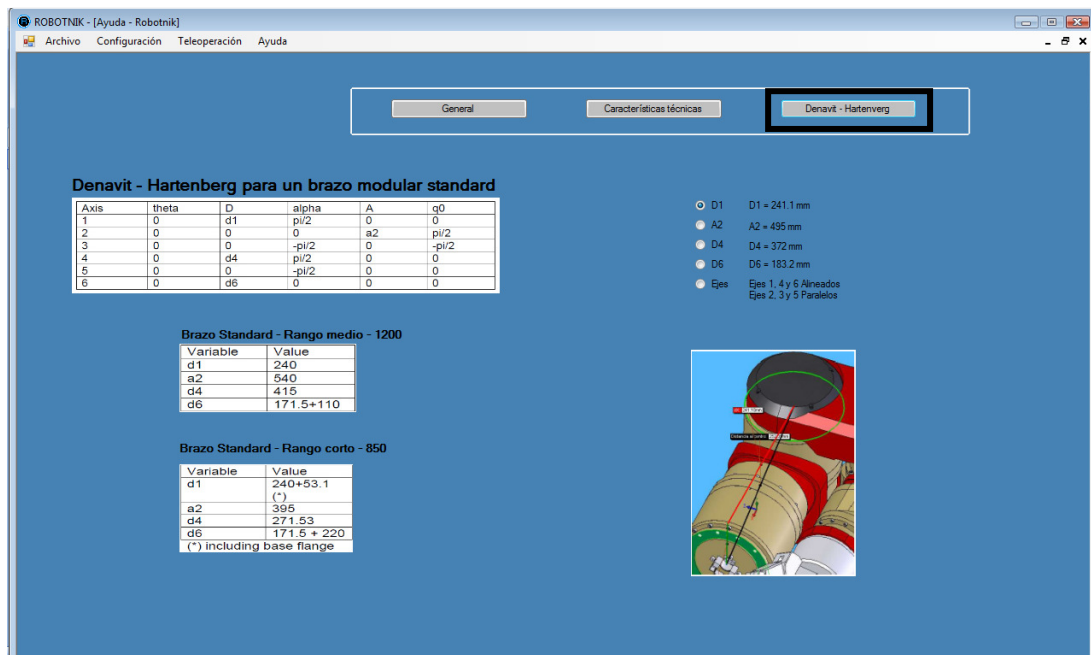 ROBOTNIK - [Ayuda - Robotnik]
Archivo Configuración Teleoperación Ayuda
General Características técnicas Denavit - Hartenverg
Denavit - Hartenberg para un brazo modular standard
Axis theta D alpha A q0
1 0 d1 pi/2 0 0
2 0 0 0 a2 pi/2
3 0 0 -pi/2 0 -pi/2
4 0 d4 pi/2 0 0
5 0 0 -pi/2 0 0
6 0 d6 0 0 0
D1 D1 = 241.1 mm
A2 A2 = 495 mm
D4 D4 = 372 mm
D6 D6 = 183.2 mm
Ejes Ejes 1, 4 y 6 Alineados
Ejes 2, 3 y 5 Paralelos
Brazo Standard - Rango medio - 1200
Variable Value
d1 240
a2 540
d4 415
d6 171.5+110
Brazo Standard - Rango corto - 850
Variable Value
d1 240+53.1
(*)
a2 395
d4 271.53
d6 171.5 + 220
(*) including base flange